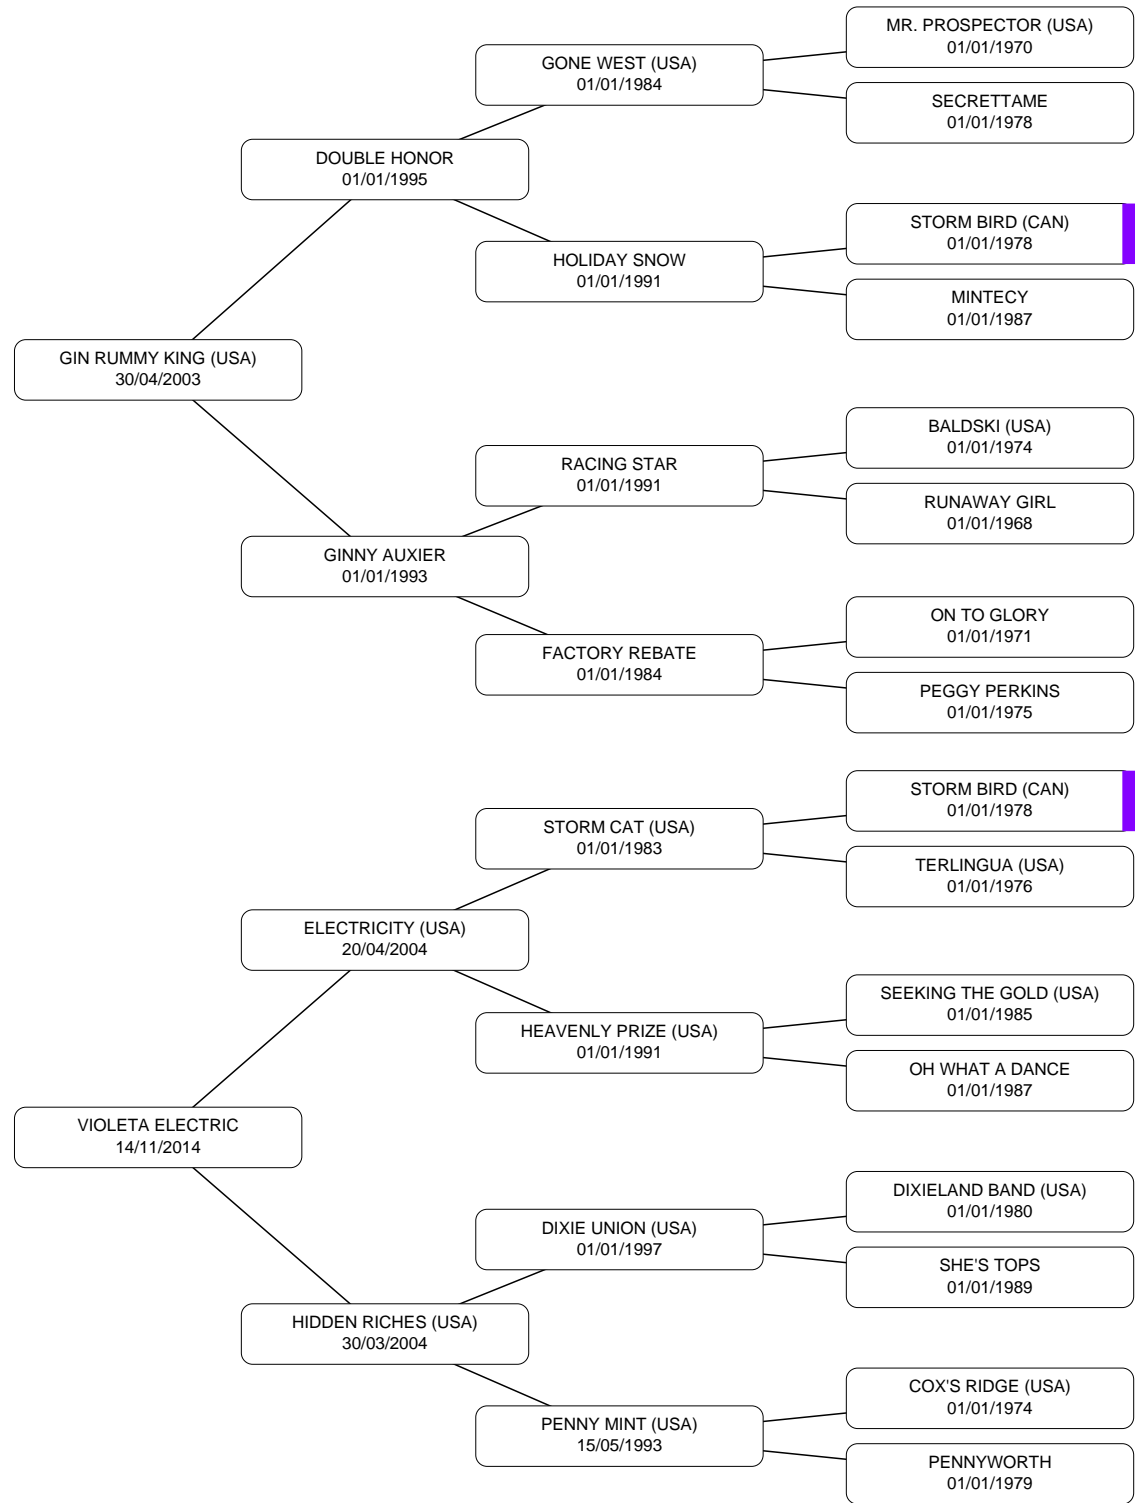 MR. PROSPECTOR (USA)
01/01/1970
GONE WEST (USA)
01/01/1984
SECRETTAME
01/01/1978
DOUBLE HONOR
01/01/1995
STORM BIRD (CAN)
01/01/1978
HOLIDAY SNOW
01/01/1991
MINTECY
01/01/1987
GIN RUMMY KING (USA)
30/04/2003
BALDSKI (USA)
01/01/1974
RACING STAR
01/01/1991
RUNAWAY GIRL
01/01/1968
GINNY AUXIER
01/01/1993
ON TO GLORY
01/01/1971
FACTORY REBATE
01/01/1984
PEGGY PERKINS
01/01/1975
STORM BIRD (CAN)
01/01/1978
STORM CAT (USA)
01/01/1983
TERLINGUA (USA)
01/01/1976
ELECTRICITY (USA)
20/04/2004
SEEKING THE GOLD (USA)
01/01/1985
HEAVENLY PRIZE (USA)
01/01/1991
OH WHAT A DANCE
01/01/1987
VIOLETA ELECTRIC
14/11/2014
DIXIELAND BAND (USA)
01/01/1980
DIXIE UNION (USA)
01/01/1997
SHE'S TOPS
01/01/1989
HIDDEN RICHES (USA)
30/03/2004
COX'S RIDGE (USA)
01/01/1974
PENNY MINT (USA)
15/05/1993
PENNYWORTH
01/01/1979